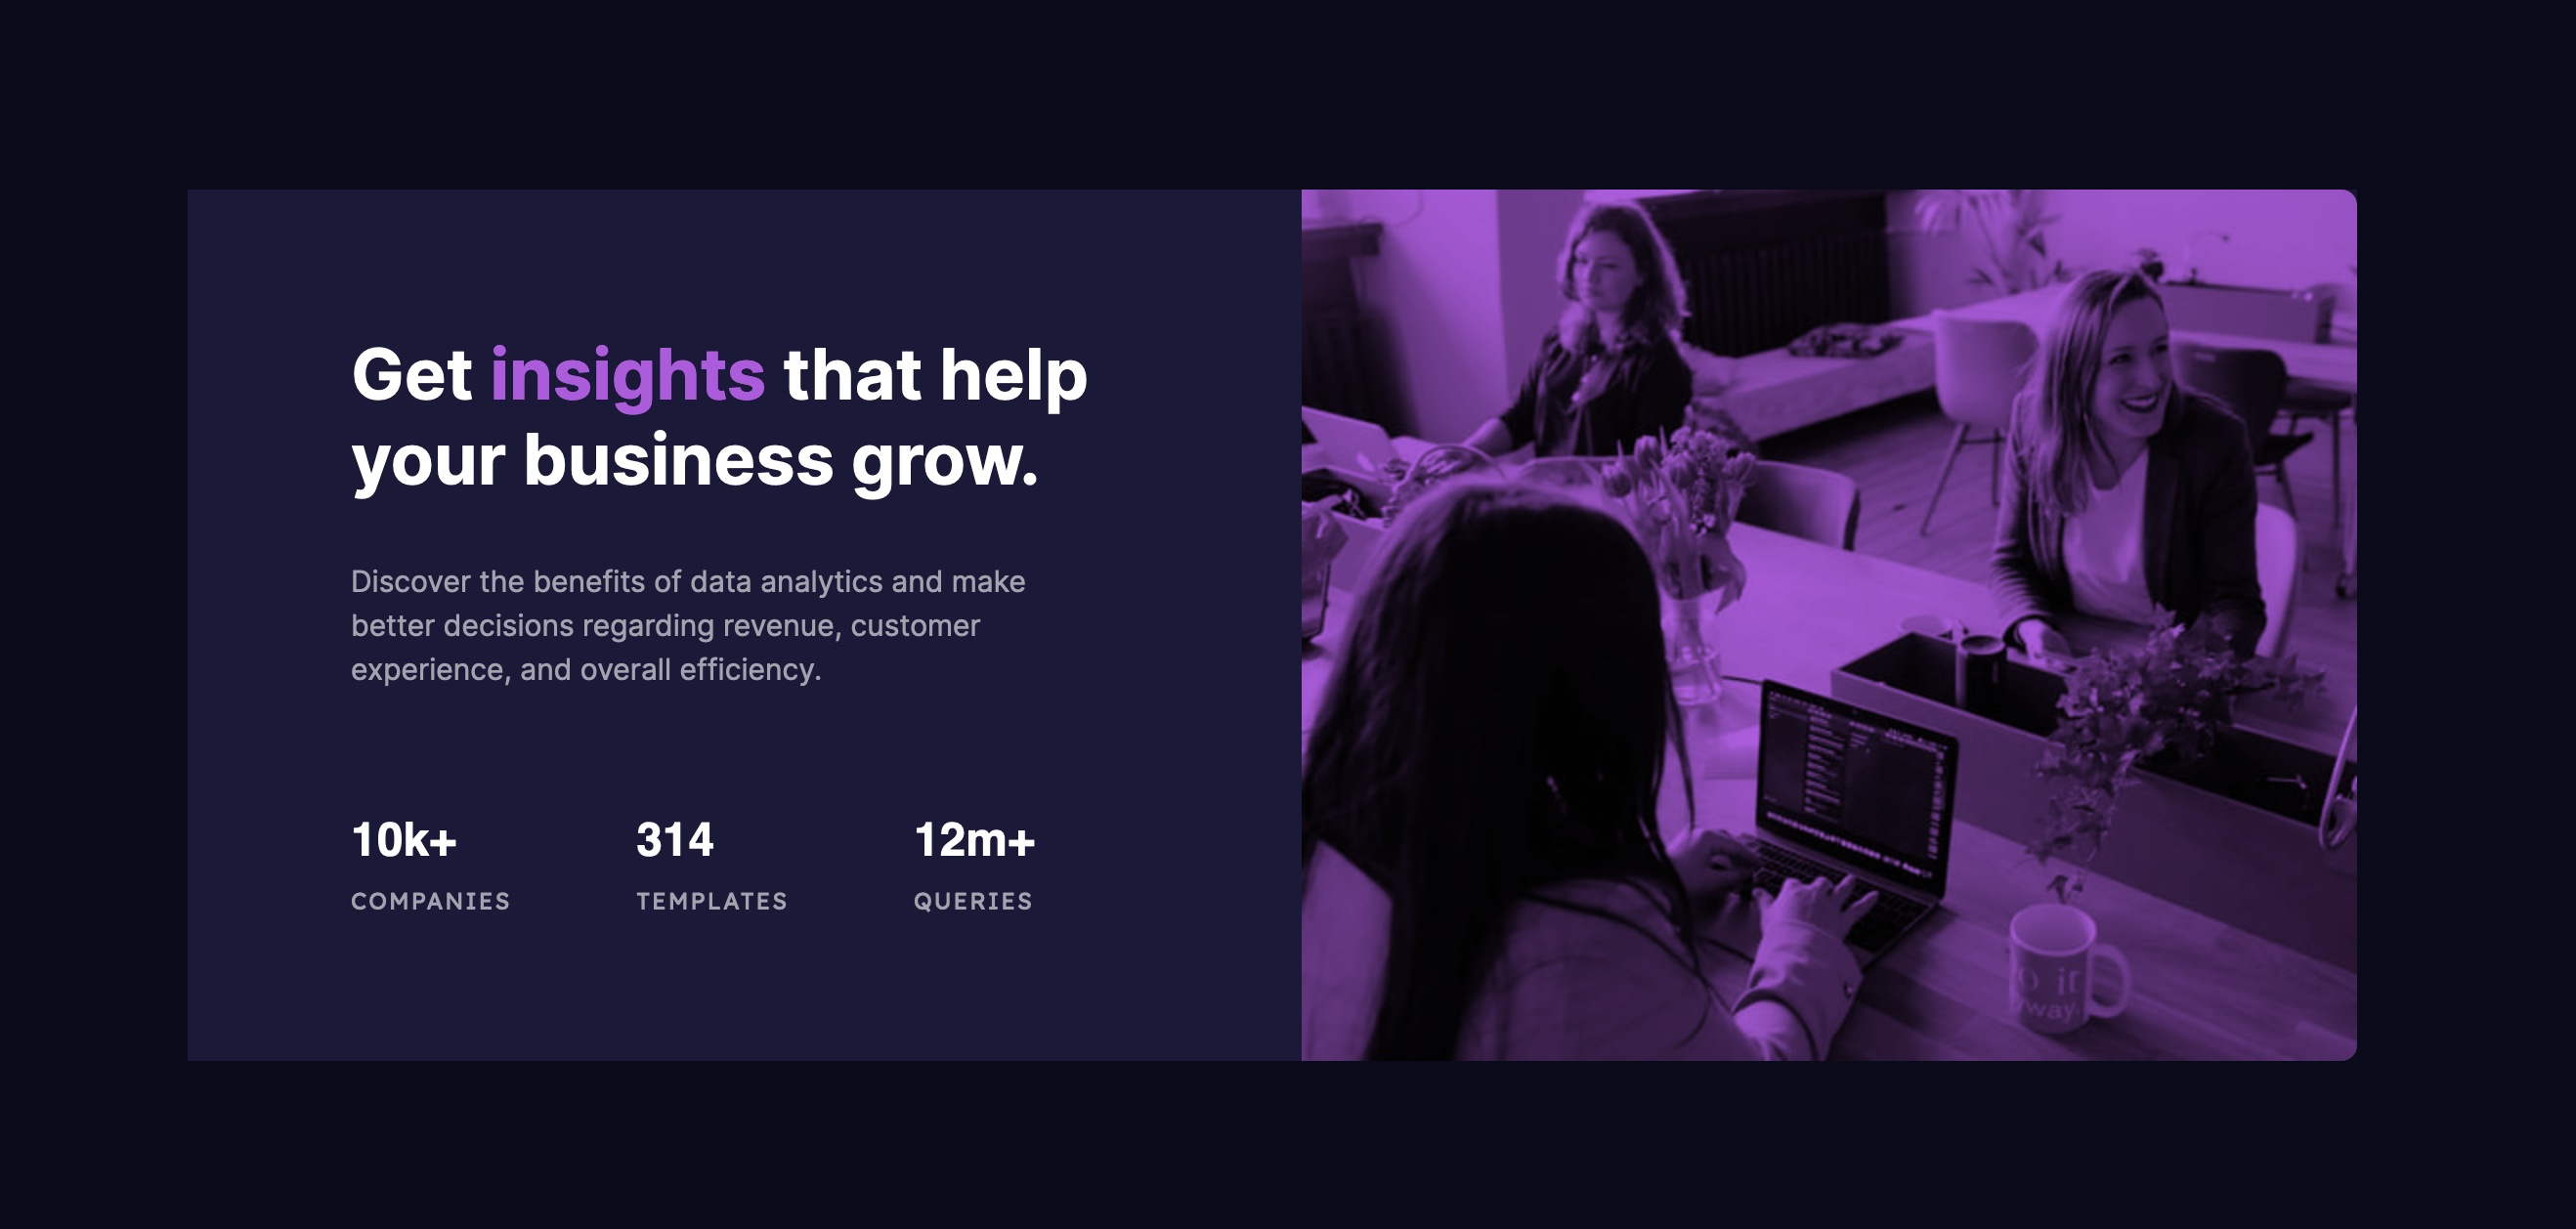 Get insights that help
your business grow.
Discover the benefits of data analytics and make
better decisions regarding revenue, customer
experience, and overall efficiency.
10k+ 314 12m+
COMPANIES TEMPLATES QUERIES